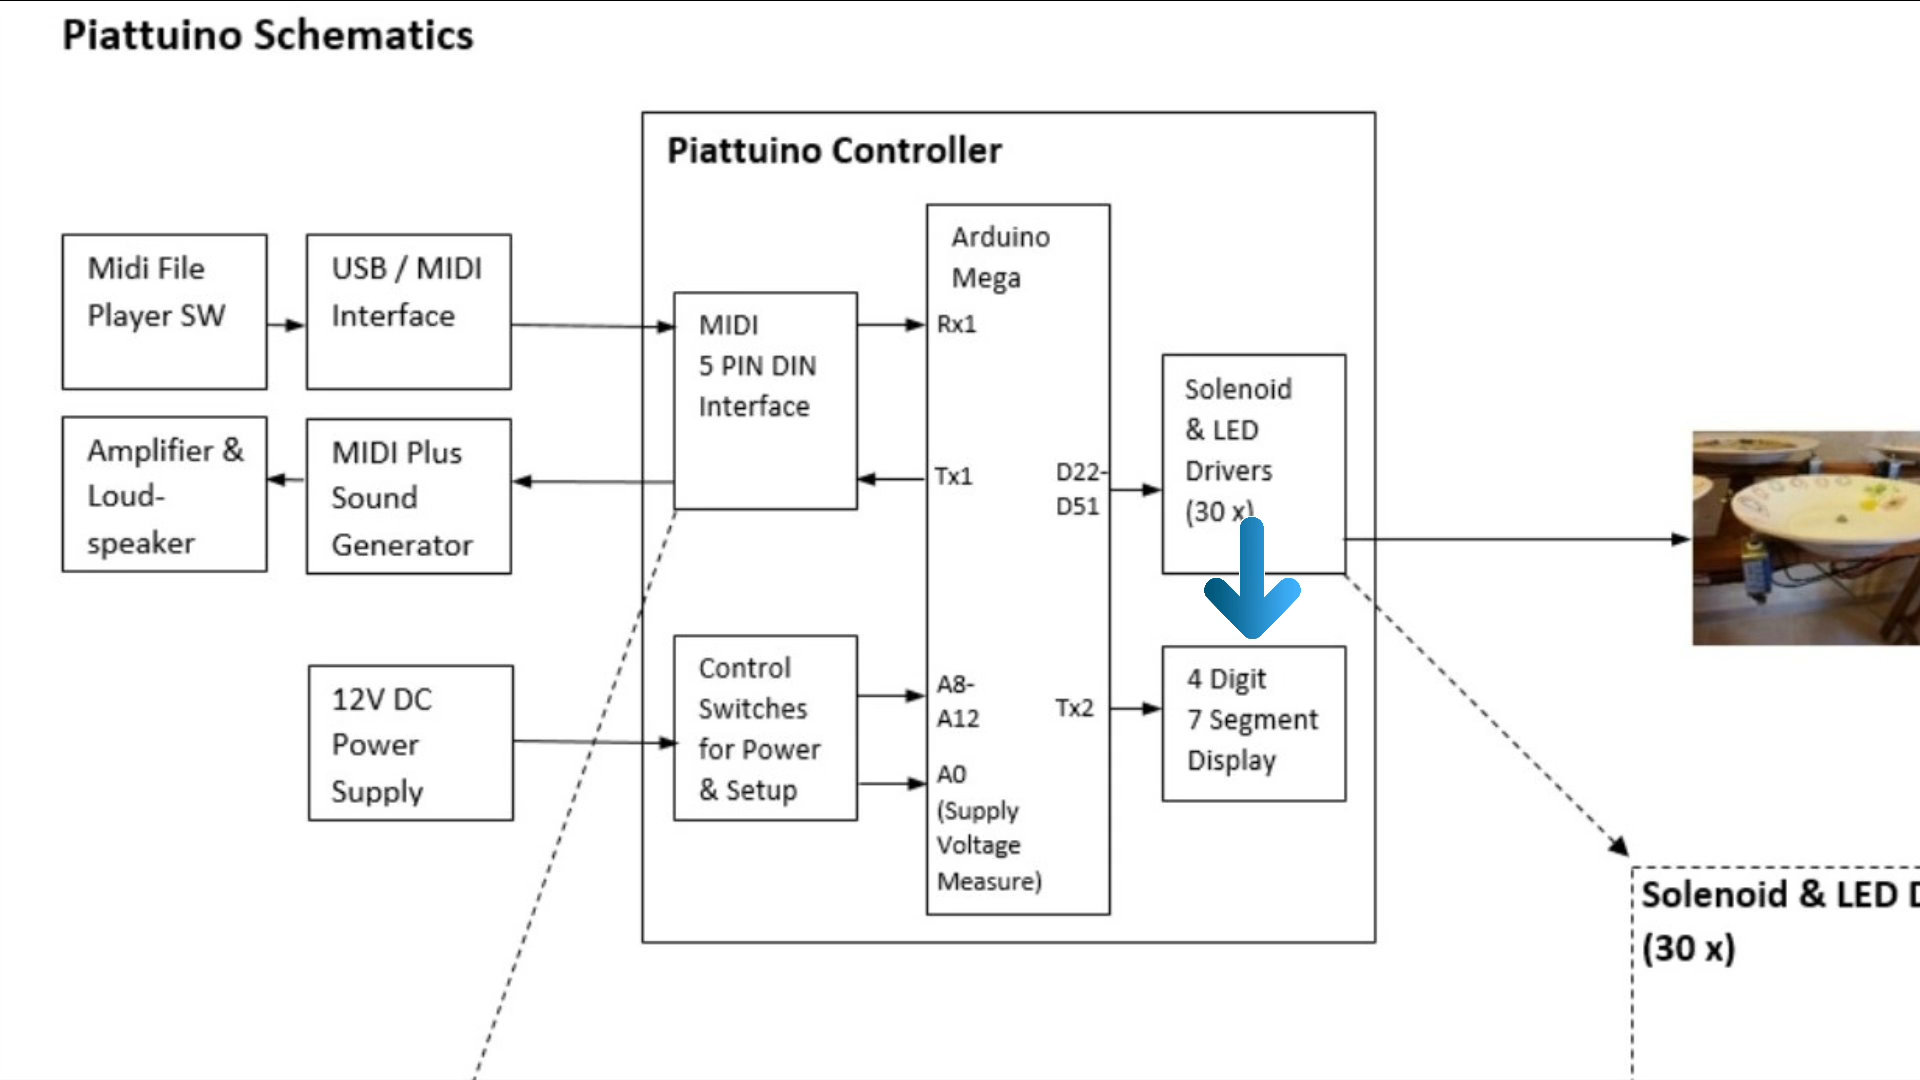 Piattuino Schematics
Piattuino Controller
Midi File
Player SW
USB / MIDI
Interface
MIDI
5 PIN DIN
Interface
Arduino
Mega
Rx1
Tx1
D22-
D51
A8-
A12
Tx2
A0
(Supply
Voltage
Measure)
Solenoid
& LED
Drivers
(30 x)
Amplifier &
Loud-
speaker
MIDI Plus
Sound
Generator
12V DC
Power
Supply
Control
Switches
for Power
& Setup
4 Digit
7 Segment
Display
Solenoid & LED
(30 x)